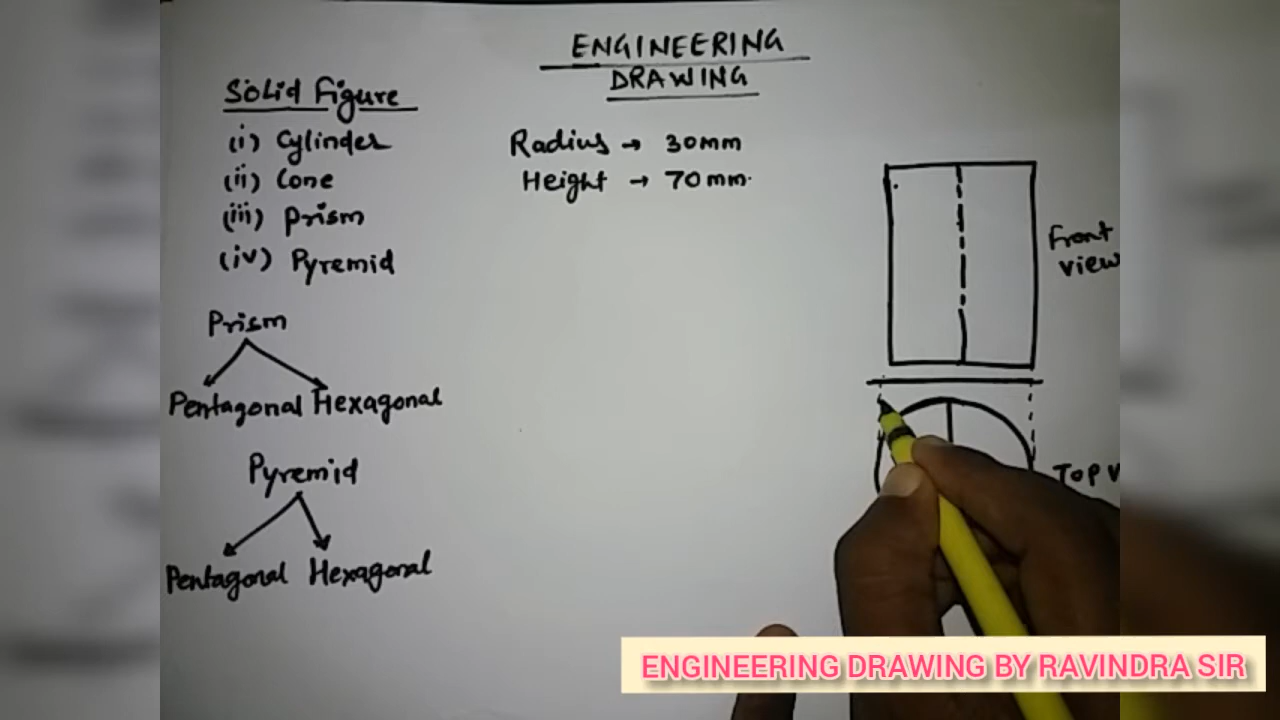 ENGINEERING
DRAWING
Solid Figure
(i) Cylinder
(ii) Cone
(iii) Prism
(iv) Pyremid
Radius → 30mm
Height → 70mm.
Front
view
Prism
Pentagonal Hexagonal
Pyremid
Pentagonal Hexagonal
TOP V
ENGINEERING DRAWING BY RAVINDRA SIR